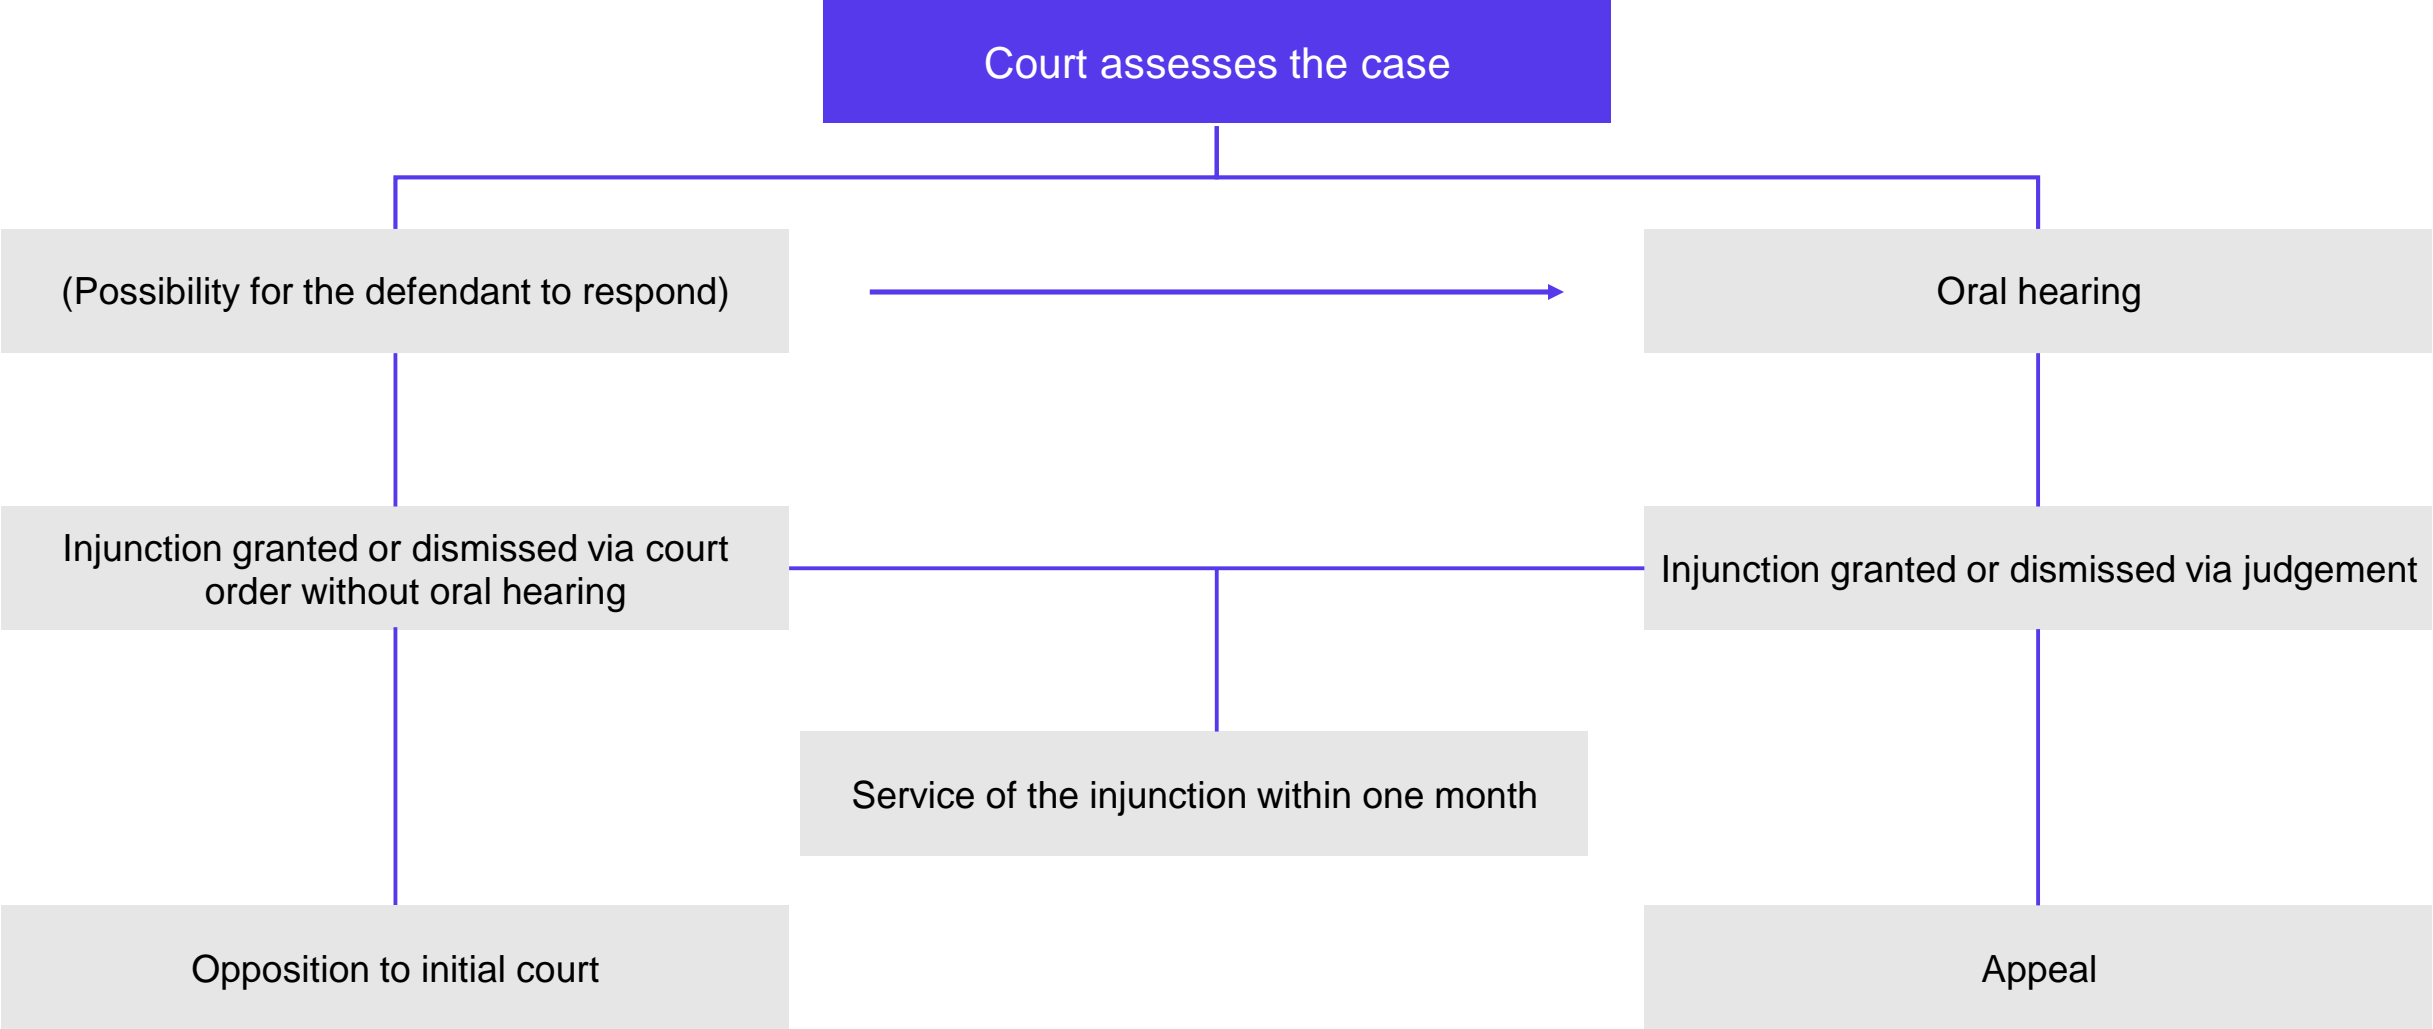 Court assesses the case
(Possibility for the defendant to respond)
Oral hearing
Injunction granted or dismissed via court
order without oral hearing
Injunction granted or dismissed via judgement
Service of the injunction within one month
Opposition to initial court
Appeal